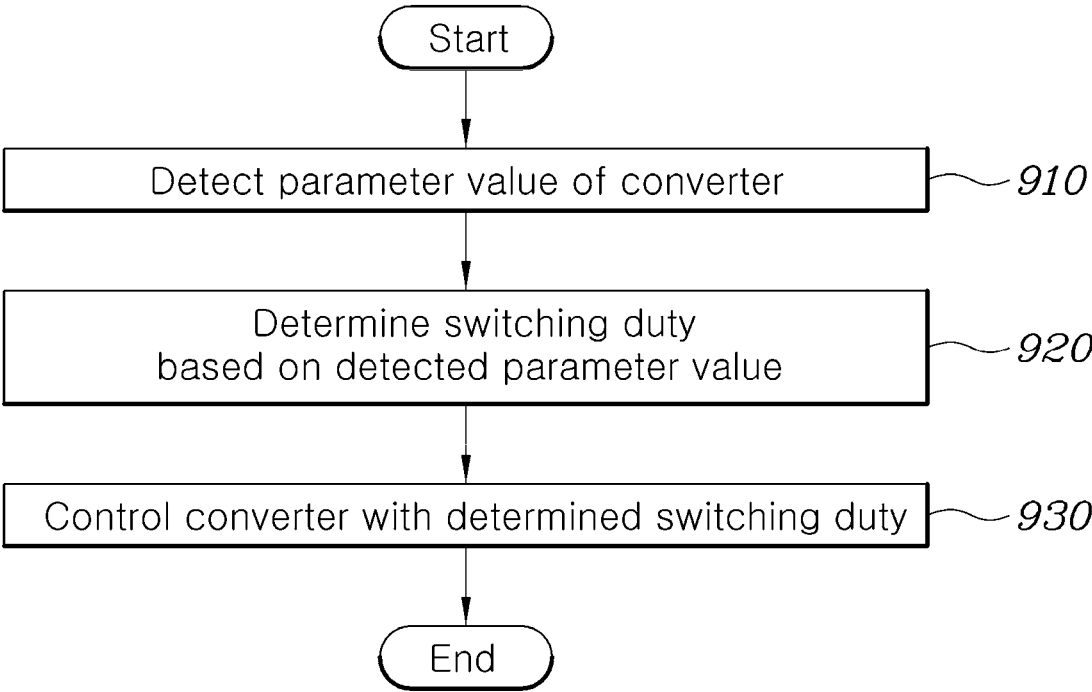 Start
Detect parameter value of converter
910
Determine switching duty
based on detected parameter value
920
Control converter with determined switching duty
930
End